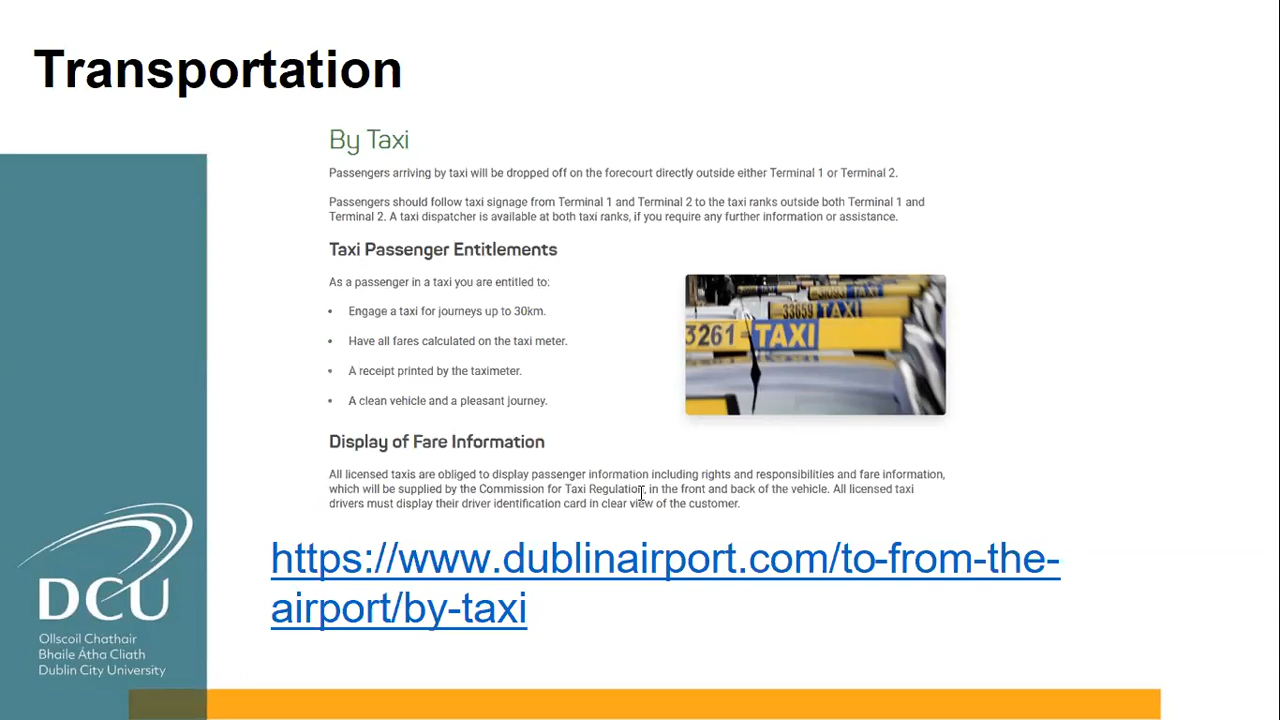 Transportation
By Taxi
Passengers arriving by taxi will be dropped off on the forecourt directly outside either Terminal 1 or Terminal 2.
Passengers should follow taxi signage from Terminal 1 and Terminal 2 to the taxi ranks outside both Terminal 1 and
Terminal 2. A taxi dispatcher is available at both taxi ranks, if you require any further information or assistance.
Taxi Passenger Entitlements
As a passenger in a taxi you are entitled to:
• Engage a taxi for journeys up to 30km.
• Have all fares calculated on the taxi meter.
• A receipt printed by the taximeter.
• A clean vehicle and a pleasant journey.
33059 TAXI
3261 TAXI
Display of Fare Information
All licensed taxis are obliged to display passenger information including rights and responsibilities and fare information,
which will be supplied by the Commission for Taxi Regulation, in the front and back of the vehicle. All licensed taxi
drivers must display their driver identification card in clear view of the customer.
https://www.dublinairport.com/to-from-the-
airport/by-taxi
DCU
Ollscoil Chathair
Bhaile Átha Cliath
Dublin City University